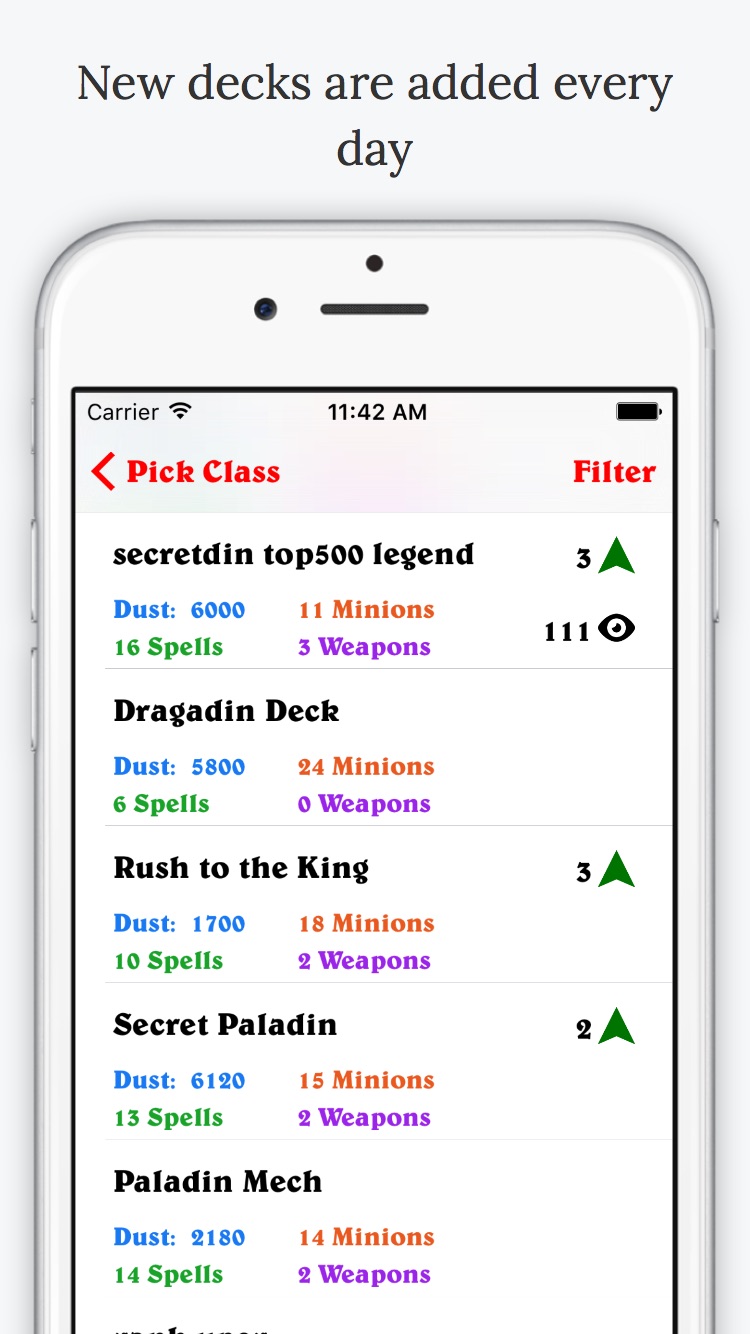 New decks are added every
day
Carrier 11:42 AM
Pick Class Filter
secretdin top500 legend 3
Dust: 6000 11 Minions
111
16 Spells 3 Weapons
Dragadin Deck
Dust: 5800 24 Minions
6 Spells 0 Weapons
Rush to the King 3
Dust: 1700 18 Minions
10 Spells 2 Weapons
Secret Paladin 2
Dust: 6120 15 Minions
13 Spells 2 Weapons
Paladin Mech
Dust: 2180 14 Minions
14 Spells 2 Weapons